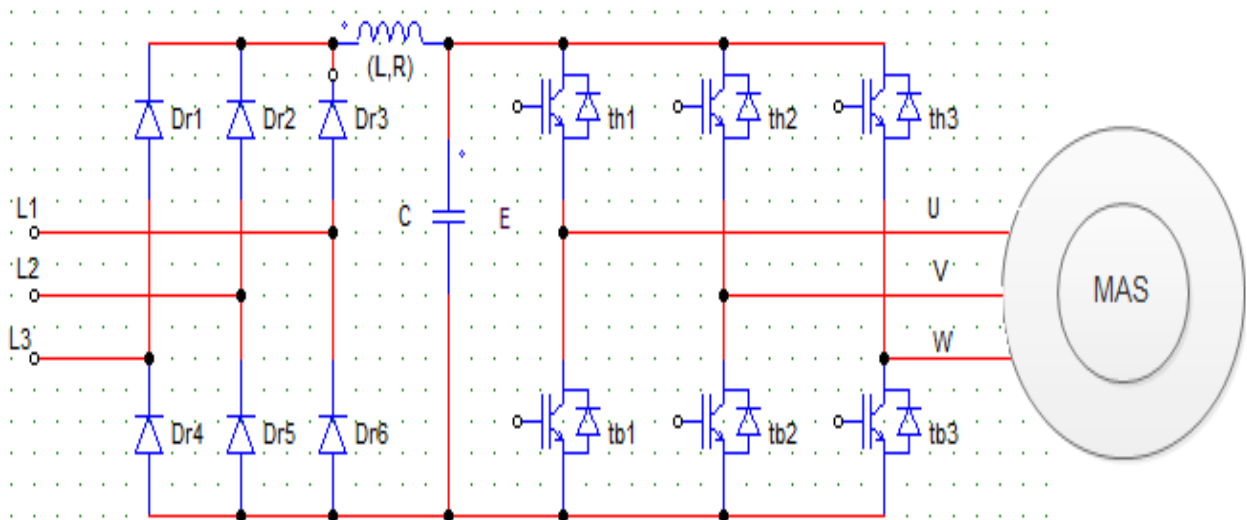 (L,R)
Dr1 Dr2 Dr3 th1 th2 th3
L1 C E U
L2 V MAS
L3 W
Dr4 Dr5 Dr6 tb1 tb2 tb3